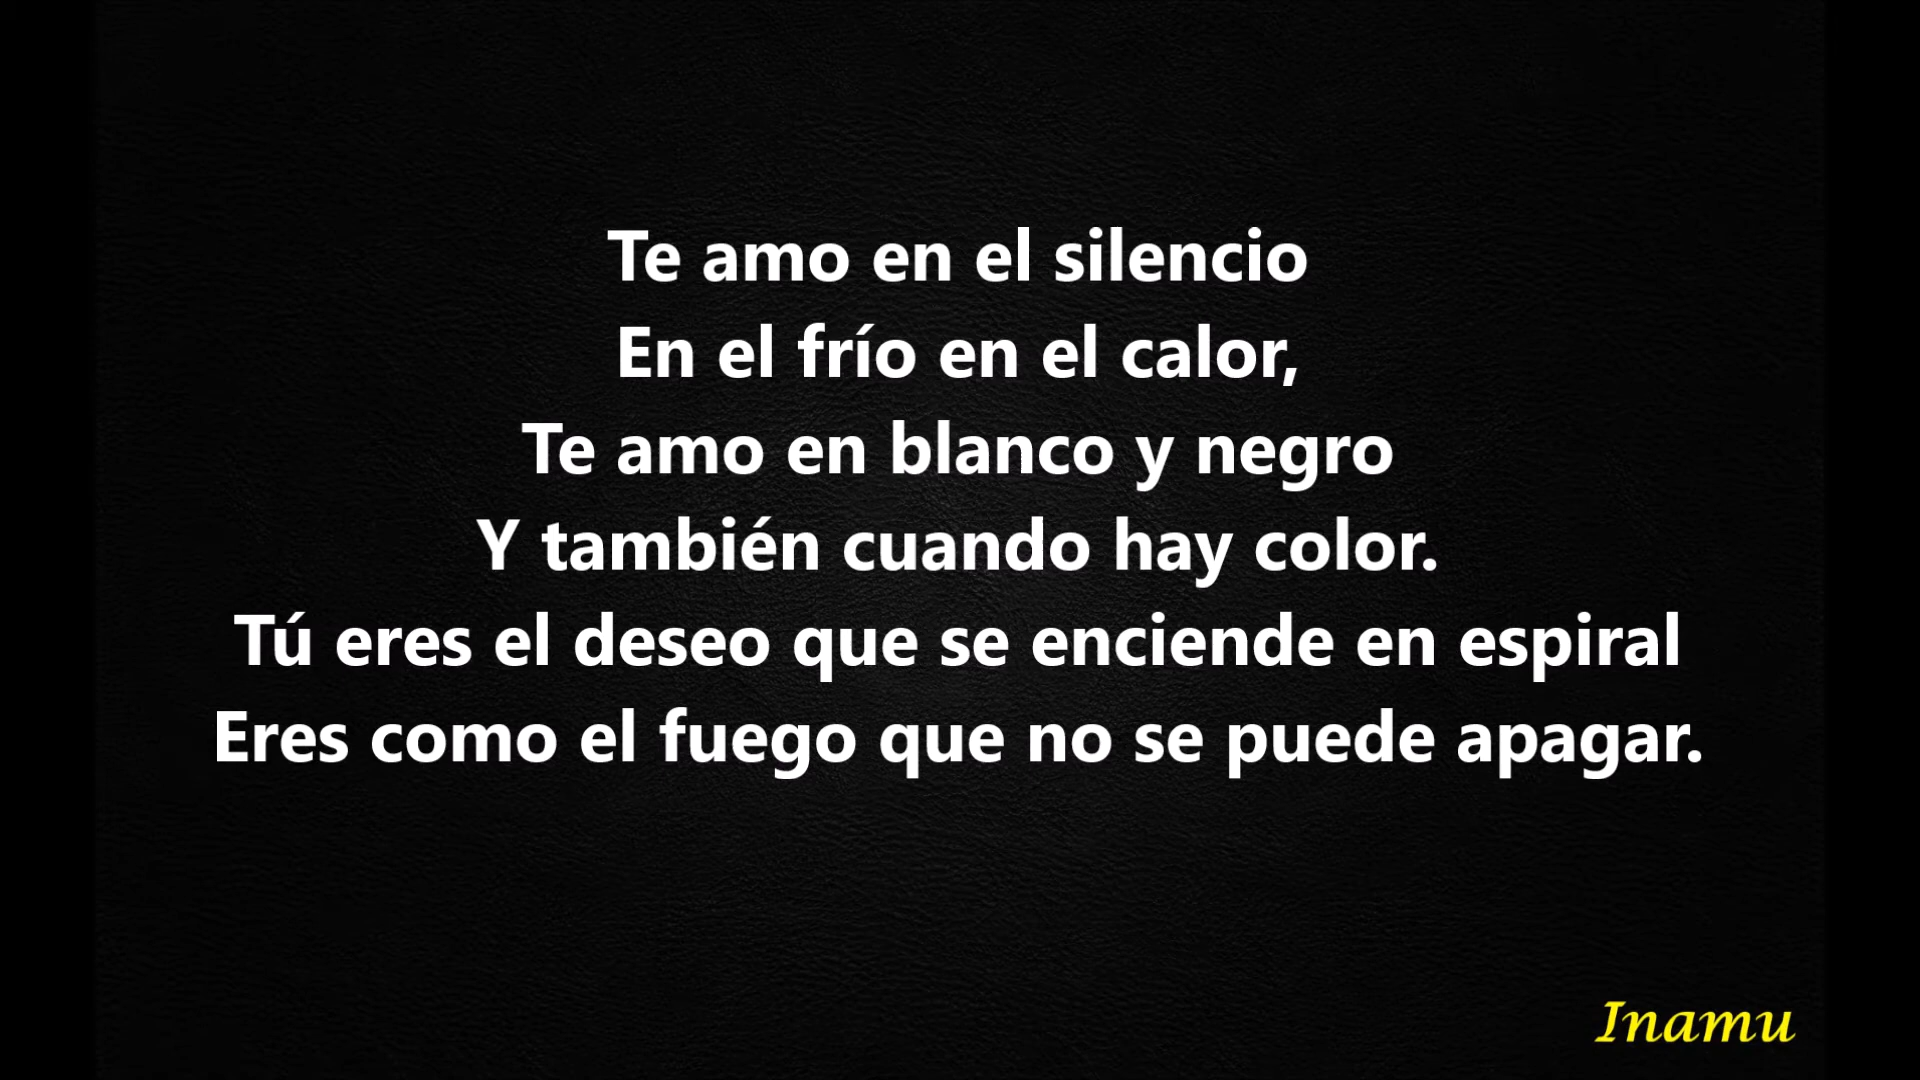 Te amo en el silencio
En el frío en el calor,
Te amo en blanco y negro
Y también cuando hay color.
Tú eres el deseo que se enciende en espiral
Eres como el fuego que no se puede apagar.
Inamu